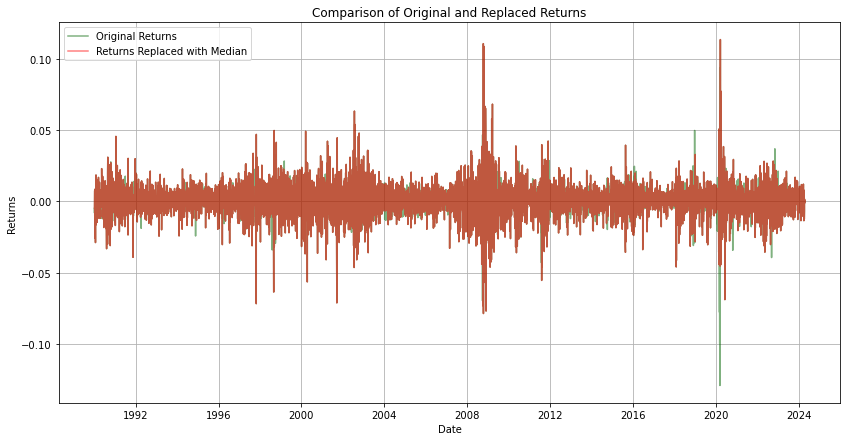 Comparison of Original and Replaced Returns
Original Returns
Returns Replaced with Median
0.10
0.05
0.00
−0.05
−0.10
Returns
1992
1996
2000
2004
2008
2012
2016
2020
2024
Date